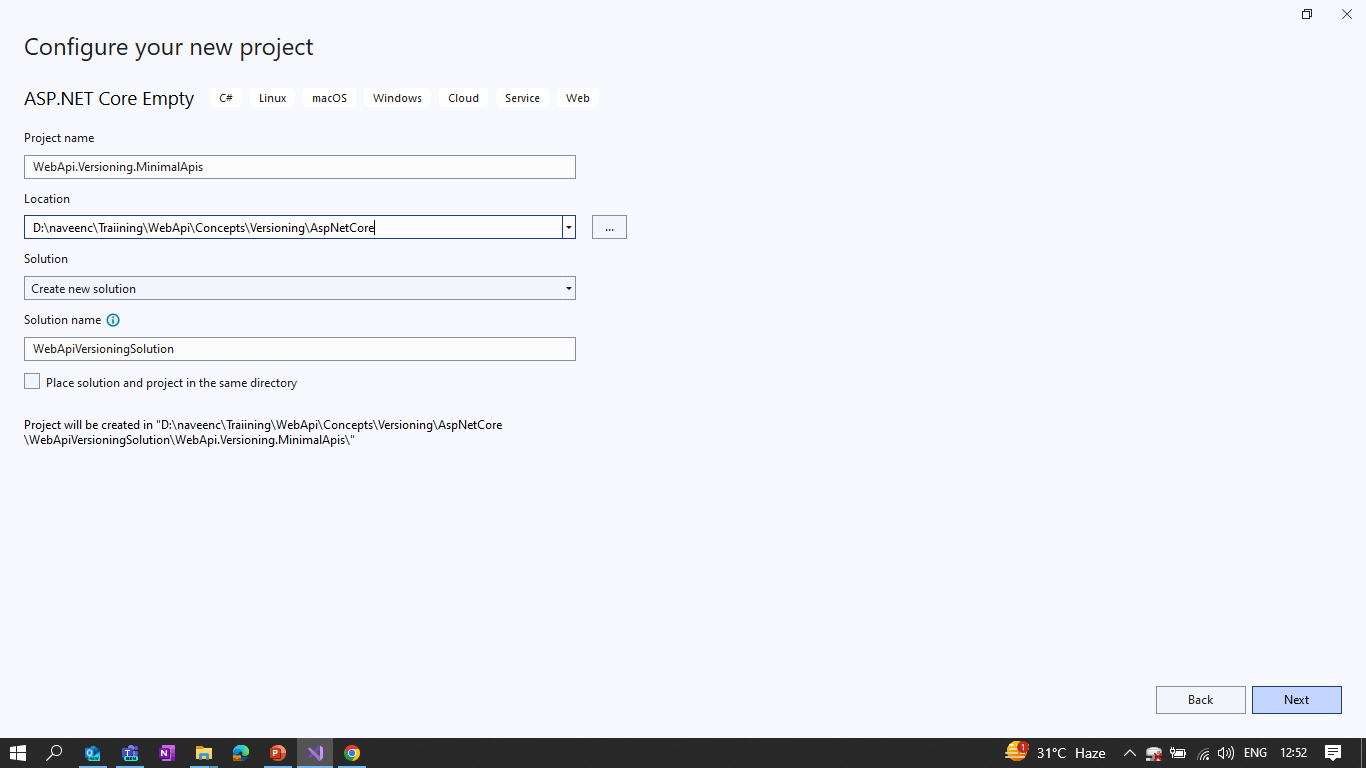 Configure your new project
ASP.NET Core Empty C# Linux macOS Windows Cloud Service Web
Project name
WebApi.Versioning.MinimalApis
Location
D:\naveenc\Traiining\WebApi\Concepts\Versioning\AspNetCore
...
Solution
Create new solution
Solution name
WebApiVersioningSolution
Place solution and project in the same directory
Project will be created in "D:\naveenc\Traiining\WebApi\Concepts\Versioning\AspNetCore
\WebApiVersioningSolution\WebApi.Versioning.MinimalApis\"
Back Next
31°C Haze ENG 12:52